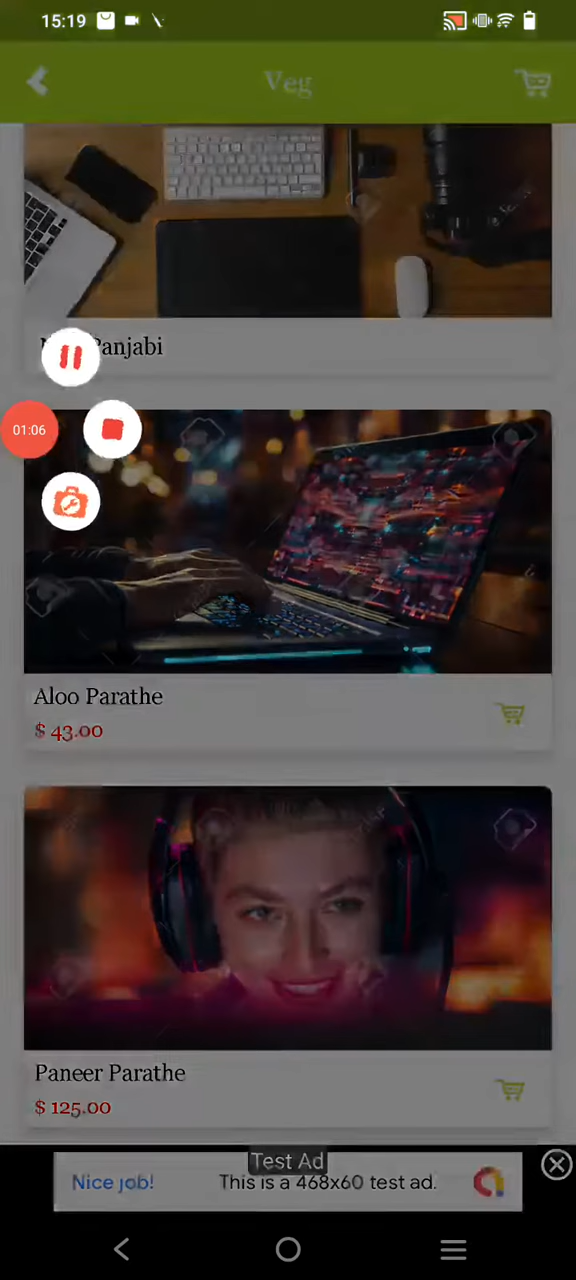 15:19
Veg
Panjabi
01:06
Aloo Parathe
$ 43.00
Paneer Parathe
$ 125.00
Test Ad
Nice job!
This is a 468x60 test ad.